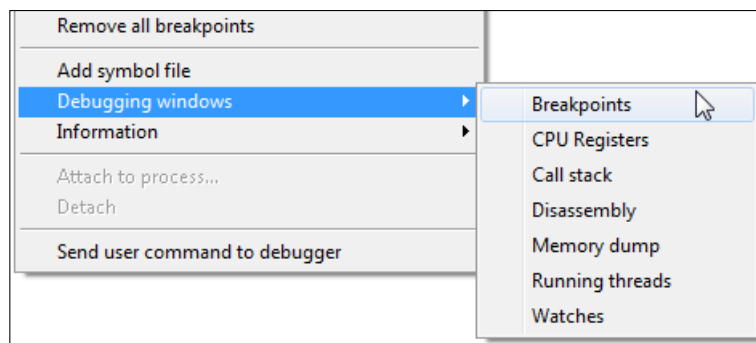 Remove all breakpoints
Add symbol file
Debugging windows
Information
Attach to process...
Detach
Send user command to debugger
Breakpoints
CPU Registers
Call stack
Disassembly
Memory dump
Running threads
Watches